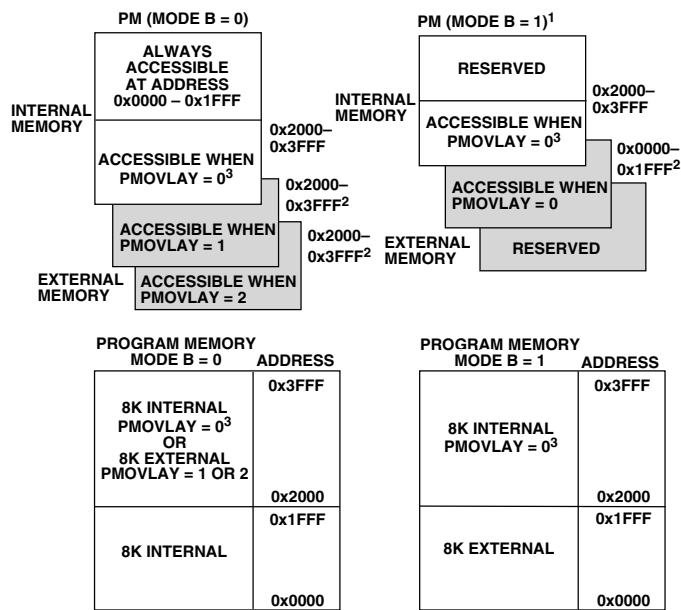 PM (MODE B = 0)
ALWAYS
ACCESSIBLE
AT ADDRESS
0x0000 – 0x1FFF
INTERNAL
MEMORY
0x2000–
0x3FFF
ACCESSIBLE WHEN
PMOVLAY = 0³
0x2000–
0x3FFF²
ACCESSIBLE WHEN
PMOVLAY = 1
0x2000–
0x3FFF²
EXTERNAL
MEMORY
ACCESSIBLE WHEN
PMOVLAY = 2
PM (MODE B = 1)¹
RESERVED
INTERNAL
MEMORY
0x2000–
0x3FFF
ACCESSIBLE WHEN
PMOVLAY = 0³
0x0000–
0x1FFF²
ACCESSIBLE WHEN
PMOVLAY = 0
EXTERNAL
MEMORY
RESERVED
PROGRAM MEMORY
MODE B = 0
ADDRESS
8K INTERNAL
PMOVLAY = 0³
OR
8K EXTERNAL
PMOVLAY = 1 OR 2
0x3FFF
0x2000
8K INTERNAL
0x1FFF
0x0000
PROGRAM MEMORY
MODE B = 1
ADDRESS
8K INTERNAL
PMOVLAY = 0³
0x3FFF
0x2000
8K EXTERNAL
0x1FFF
0x0000